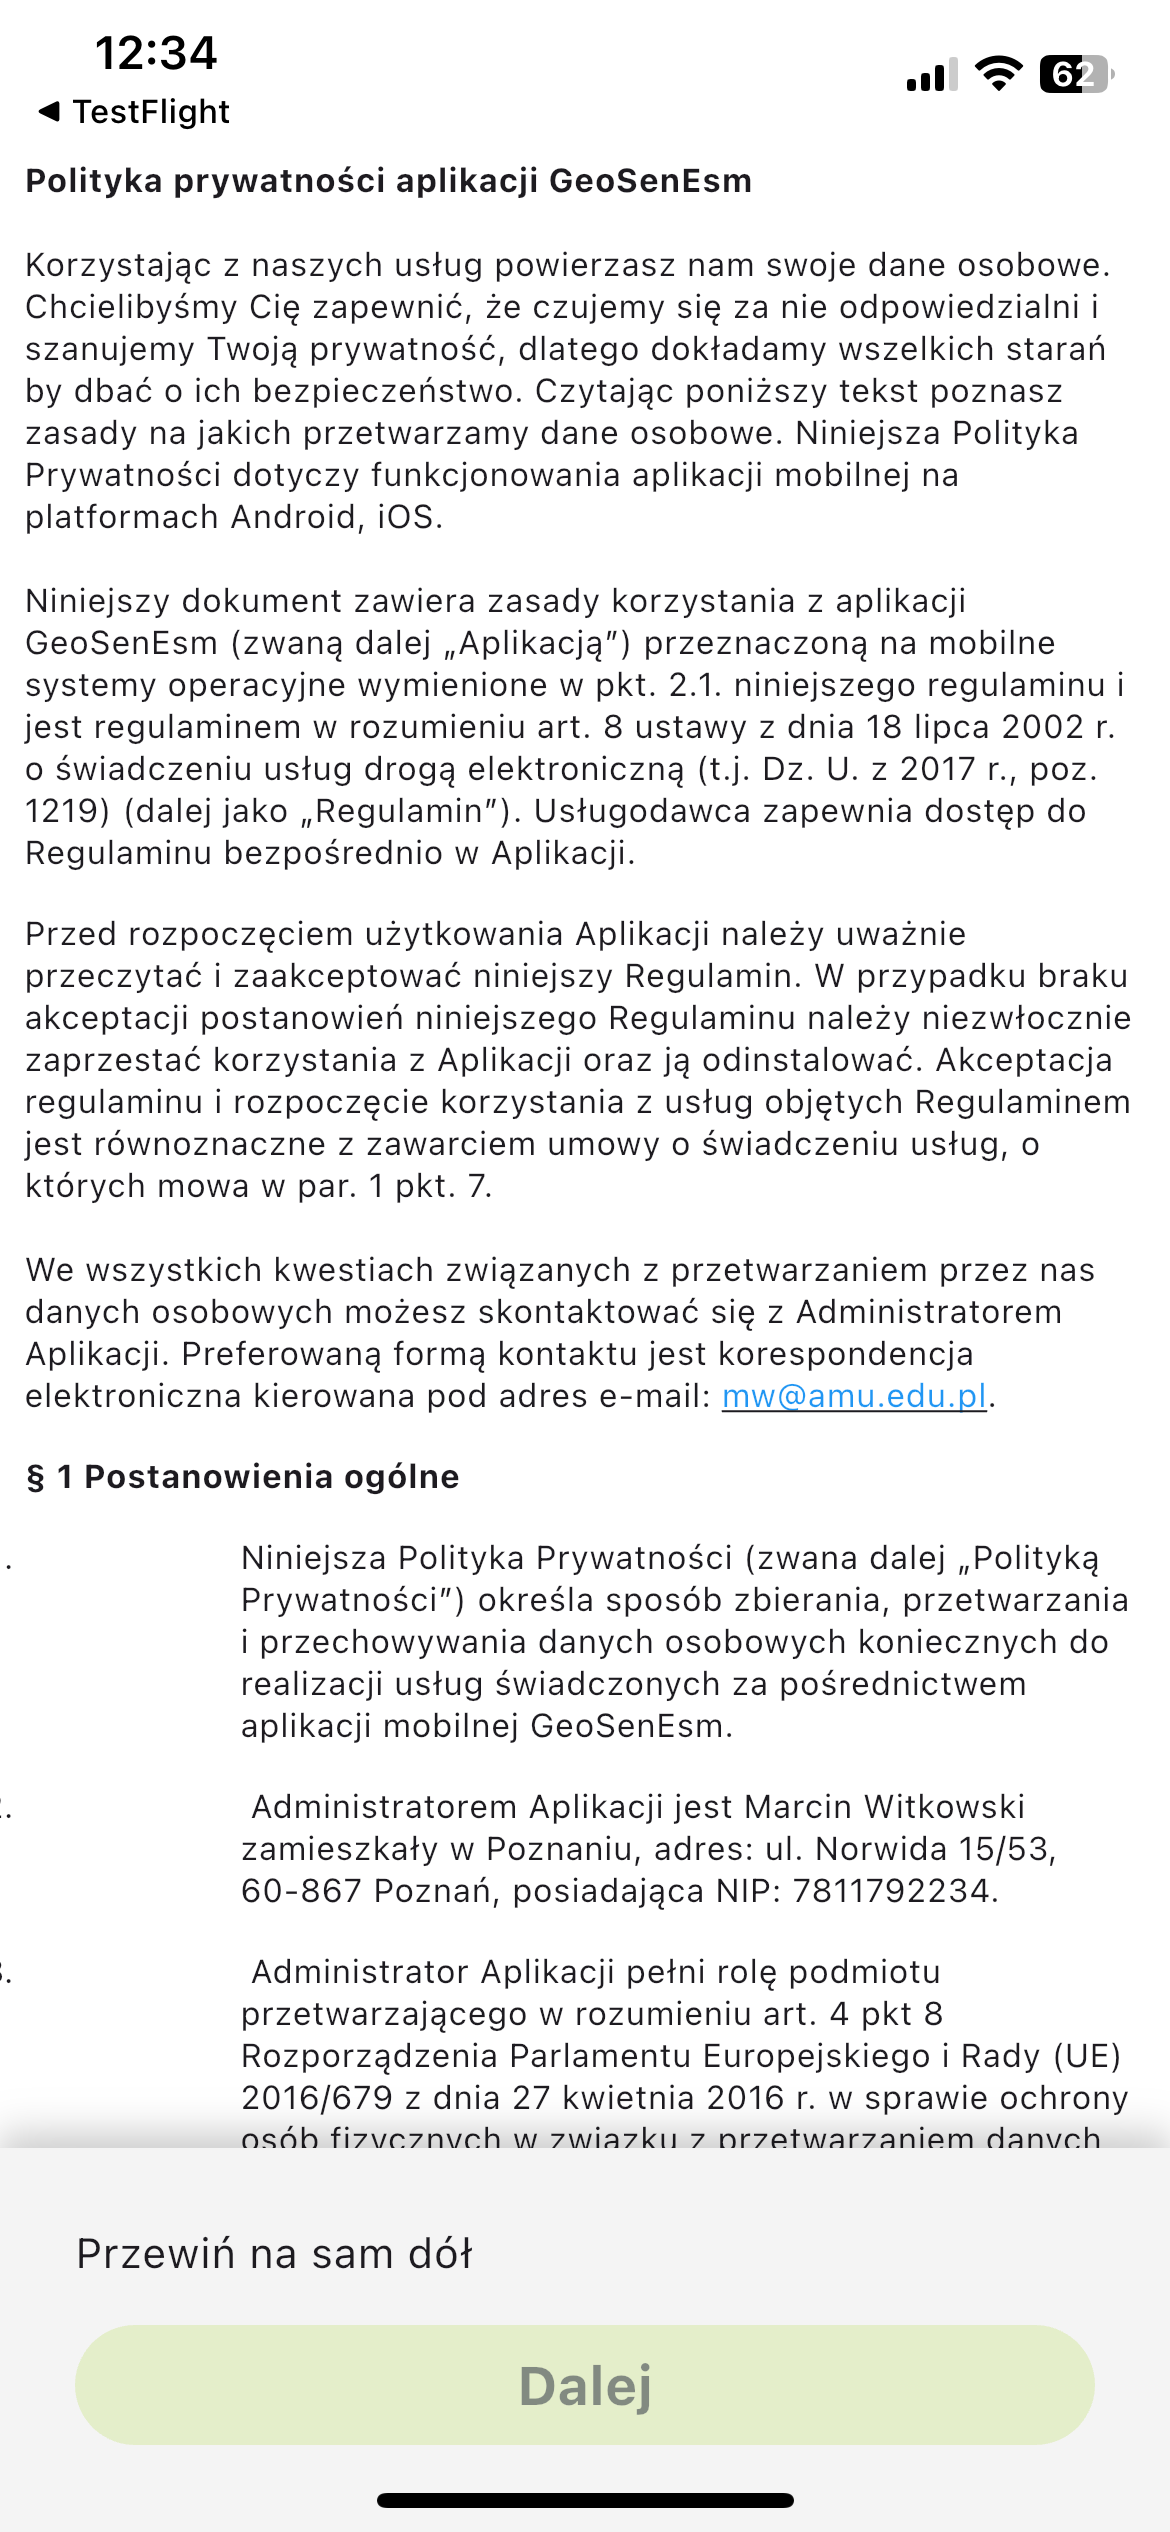 12:34
62
◀ TestFlight
Polityka prywatności aplikacji GeoSenEsm
Korzystając z naszych usług powierzasz nam swoje dane osobowe.
Chcielibyśmy Cię zapewnić, że czujemy się za nie odpowiedzialni i
szanujemy Twoją prywatność, dlatego dokładamy wszelkich starań
by dbać o ich bezpieczeństwo. Czytając poniższy tekst poznasz
zasady na jakich przetwarzamy dane osobowe. Niniejsza Polityka
Prywatności dotyczy funkcjonowania aplikacji mobilnej na
platformach Android, iOS.
Niniejszy dokument zawiera zasady korzystania z aplikacji
GeoSenEsm (zwaną dalej „Aplikacją”) przeznaczoną na mobilne
systemy operacyjne wymienione w pkt. 2.1. niniejszego regulaminu i
jest regulaminem w rozumieniu art. 8 ustawy z dnia 18 lipca 2002 r.
o świadczeniu usług drogą elektroniczną (t.j. Dz. U. z 2017 r., poz.
1219) (dalej jako „Regulamin”). Usługodawca zapewnia dostęp do
Regulaminu bezpośrednio w Aplikacji.
Przed rozpoczęciem użytkowania Aplikacji należy uważnie
przeczytać i zaakceptować niniejszy Regulamin. W przypadku braku
akceptacji postanowień niniejszego Regulaminu należy niezwłocznie
zaprzestać korzystania z Aplikacji oraz ją odinstalować. Akceptacja
regulaminu i rozpoczęcie korzystania z usług objętych Regulaminem
jest równoznaczne z zawarciem umowy o świadczeniu usług, o
których mowa w par. 1 pkt. 7.
We wszystkich kwestiach związanych z przetwarzaniem przez nas
danych osobowych możesz skontaktować się z Administratorem
Aplikacji. Preferowaną formą kontaktu jest korespondencja
elektroniczna kierowana pod adres e-mail: mw@amu.edu.pl.
§ 1 Postanowienia ogólne
. Niniejsza Polityka Prywatności (zwana dalej „Polityką
Prywatności”) określa sposób zbierania, przetwarzania
i przechowywania danych osobowych koniecznych do
realizacji usług świadczonych za pośrednictwem
aplikacji mobilnej GeoSenEsm.
2. Administratorem Aplikacji jest Marcin Witkowski
zamieszkały w Poznaniu, adres: ul. Norwida 15/53,
60-867 Poznań, posiadająca NIP: 7811792234.
3. Administrator Aplikacji pełni rolę podmiotu
przetwarzającego w rozumieniu art. 4 pkt 8
Rozporządzenia Parlamentu Europejskiego i Rady (UE)
2016/679 z dnia 27 kwietnia 2016 r. w sprawie ochrony
osób fizycznych w związku z przetwarzaniem danych
Przewiń na sam dół
Dalej